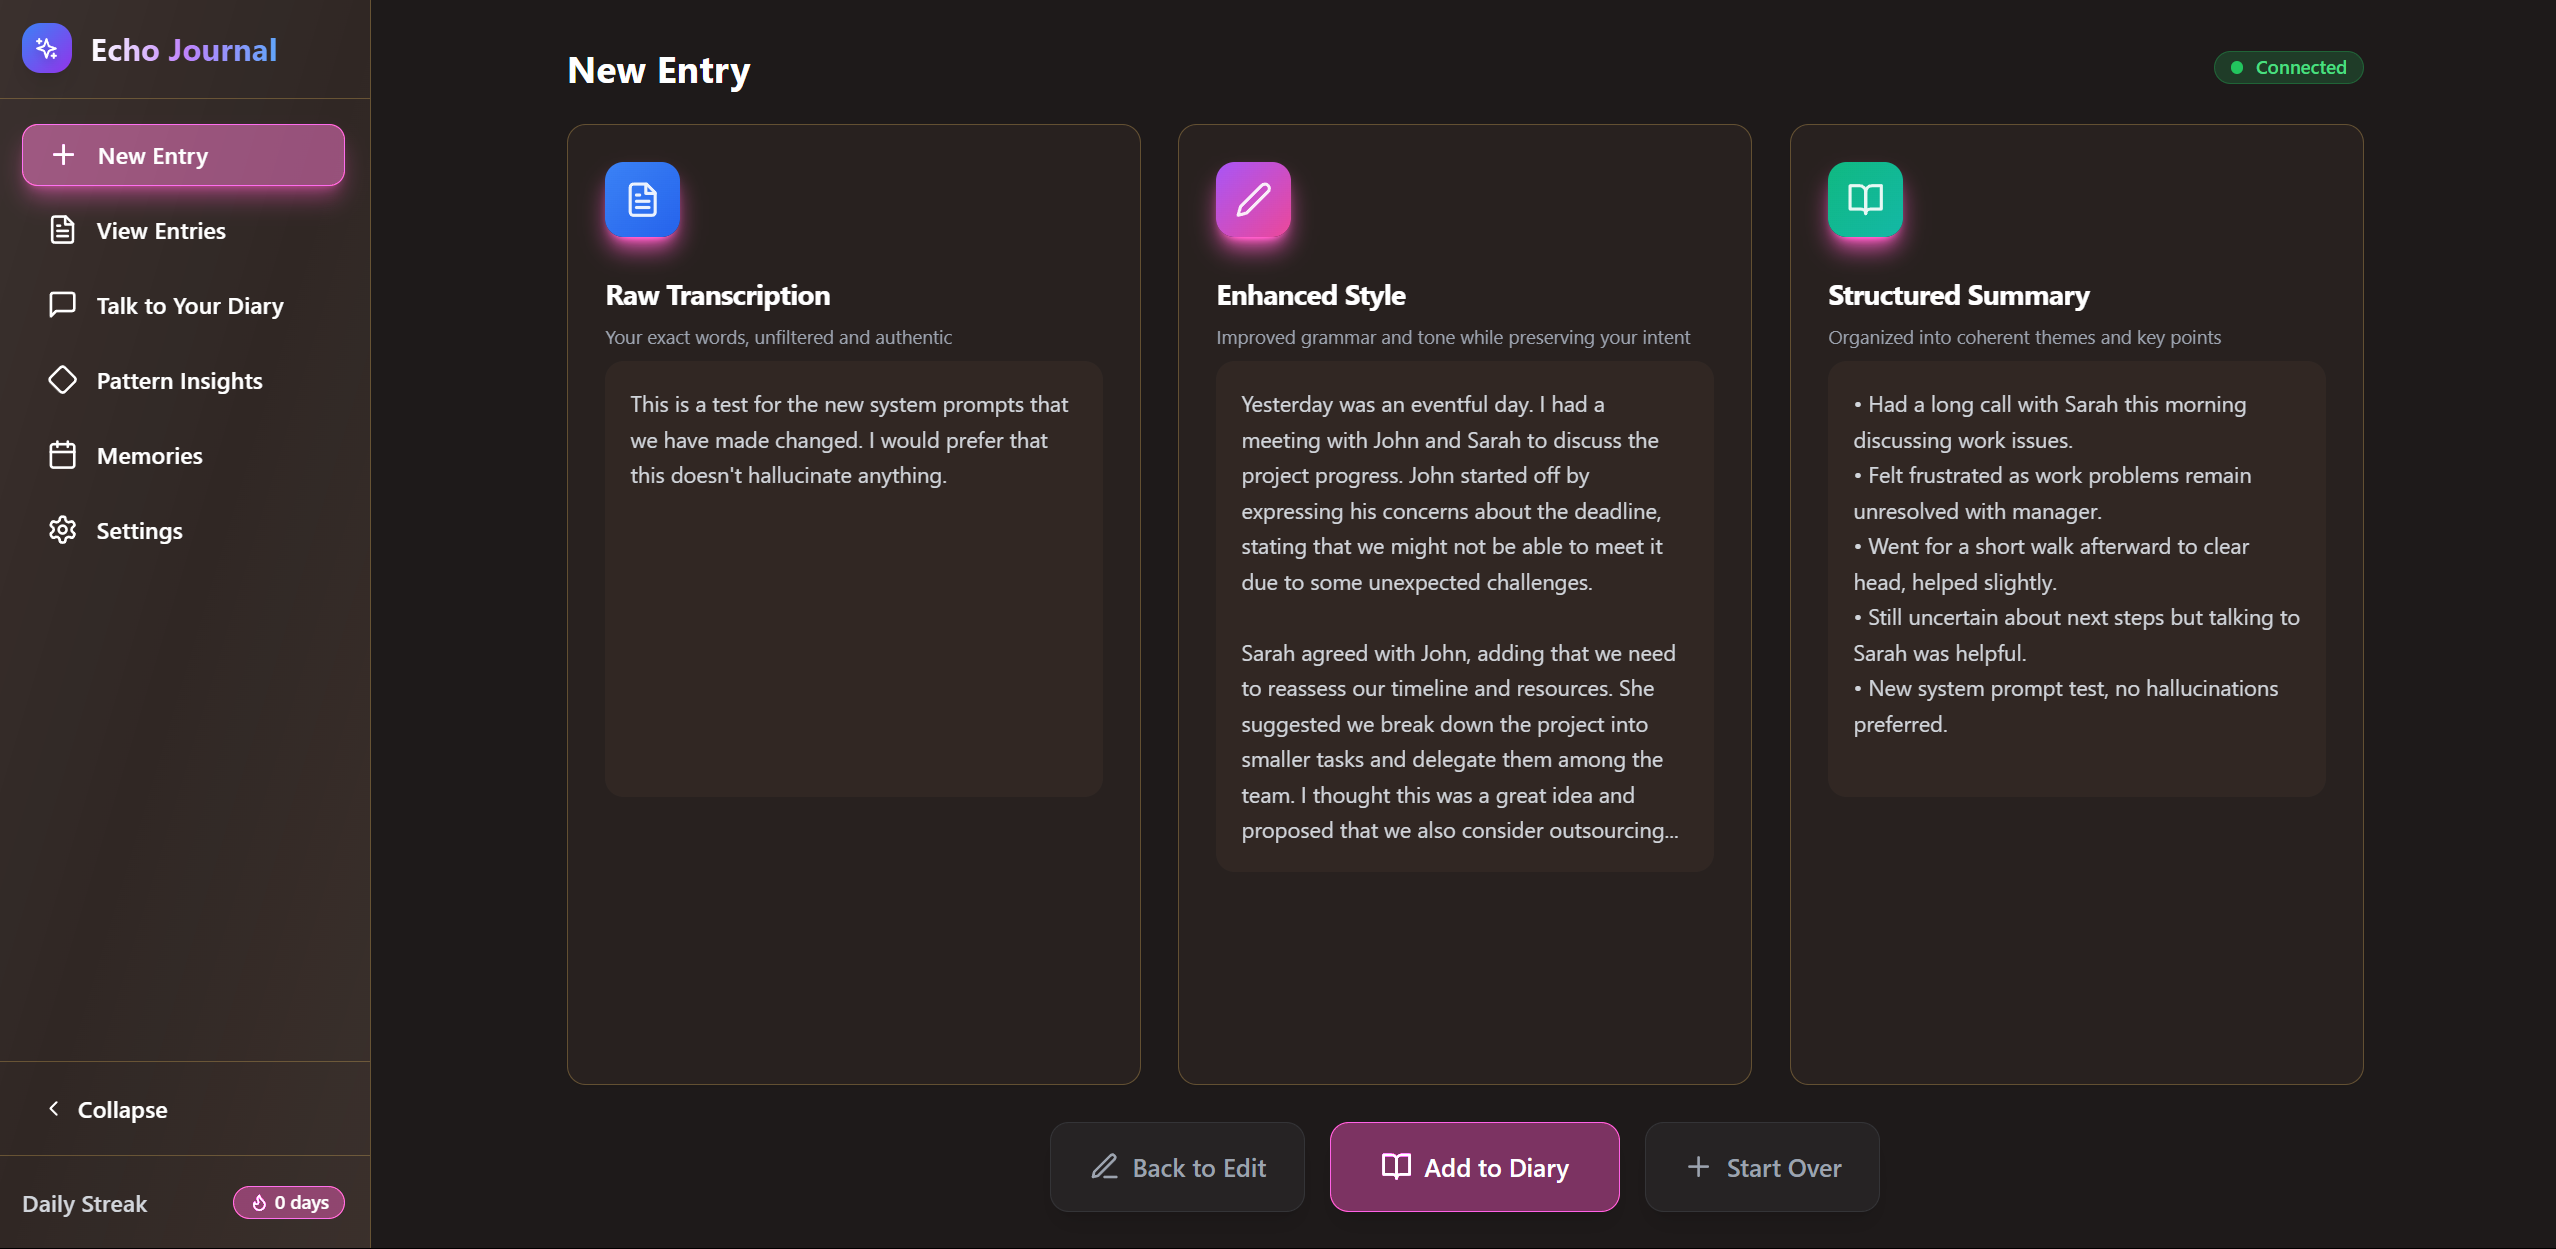 Echo Journal
New Entry
View Entries
Talk to Your Diary
Pattern Insights
Memories
Settings
Collapse
Daily Streak
0 days
New Entry
Connected
Raw Transcription
Your exact words, unfiltered and authentic
This is a test for the new system prompts that
we have made changed. I would prefer that
this doesn't hallucinate anything.
Enhanced Style
Improved grammar and tone while preserving your intent
Yesterday was an eventful day. I had a
meeting with John and Sarah to discuss the
project progress. John started off by
expressing his concerns about the deadline,
stating that we might not be able to meet it
due to some unexpected challenges.
Sarah agreed with John, adding that we need
to reassess our timeline and resources. She
suggested we break down the project into
smaller tasks and delegate them among the
team. I thought this was a great idea and
proposed that we also consider outsourcing...
Structured Summary
Organized into coherent themes and key points
• Had a long call with Sarah this morning
discussing work issues.
• Felt frustrated as work problems remain
unresolved with manager.
• Went for a short walk afterward to clear
head, helped slightly.
• Still uncertain about next steps but talking to
Sarah was helpful.
• New system prompt test, no hallucinations
preferred.
Back to Edit
Add to Diary
Start Over